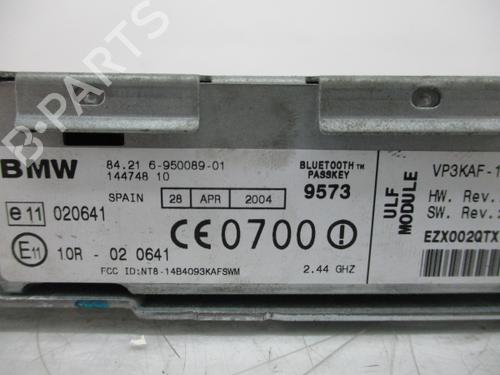 B-PARTS
BMW
84.21 6-950089-01
144748 10
SPAIN 28 APR 2004
BLUETOOTH™
PASSKEY
9573
e11 020641
CE0700
E11 10R - 02 0641
FCC ID:NT8-14B4093KAFSWM 2.44 GHZ
ULF
MODULE
VP3KAF-1
HW. Rev.:
SW. Rev.:
EZX002QTX